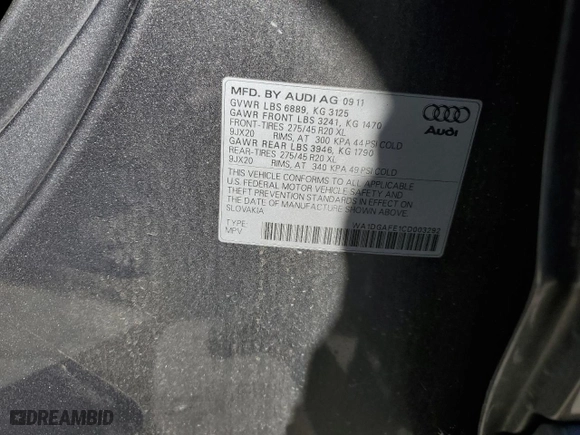 MFD. BY AUDI AG 09 11
GVWR LBS 6889, KG 3125
GAWR FRONT LBS 3241, KG 1470
FRONT-TIRES 275/45 R20 XL
9JX20 RIMS, AT 300 KPA 44 PSI COLD
GAWR REAR LBS 3946, KG 1790
REAR-TIRES 275/45 R20 XL
9JX20 RIMS, AT 340 KPA 49 PSI COLD
THIS VEHICLE CONFORMS TO ALL APPLICABLE
U.S. FEDERAL MOTOR VEHICLE SAFETY AND
THEFT PREVENTION STANDARDS IN EFFECT ON
THE DATE OF MANUFACTURE SHOWN ABOVE.
SLOVAKIA
TYPE:
MPV
WA1DGAFE1CD003292
Audi
DREAMBID